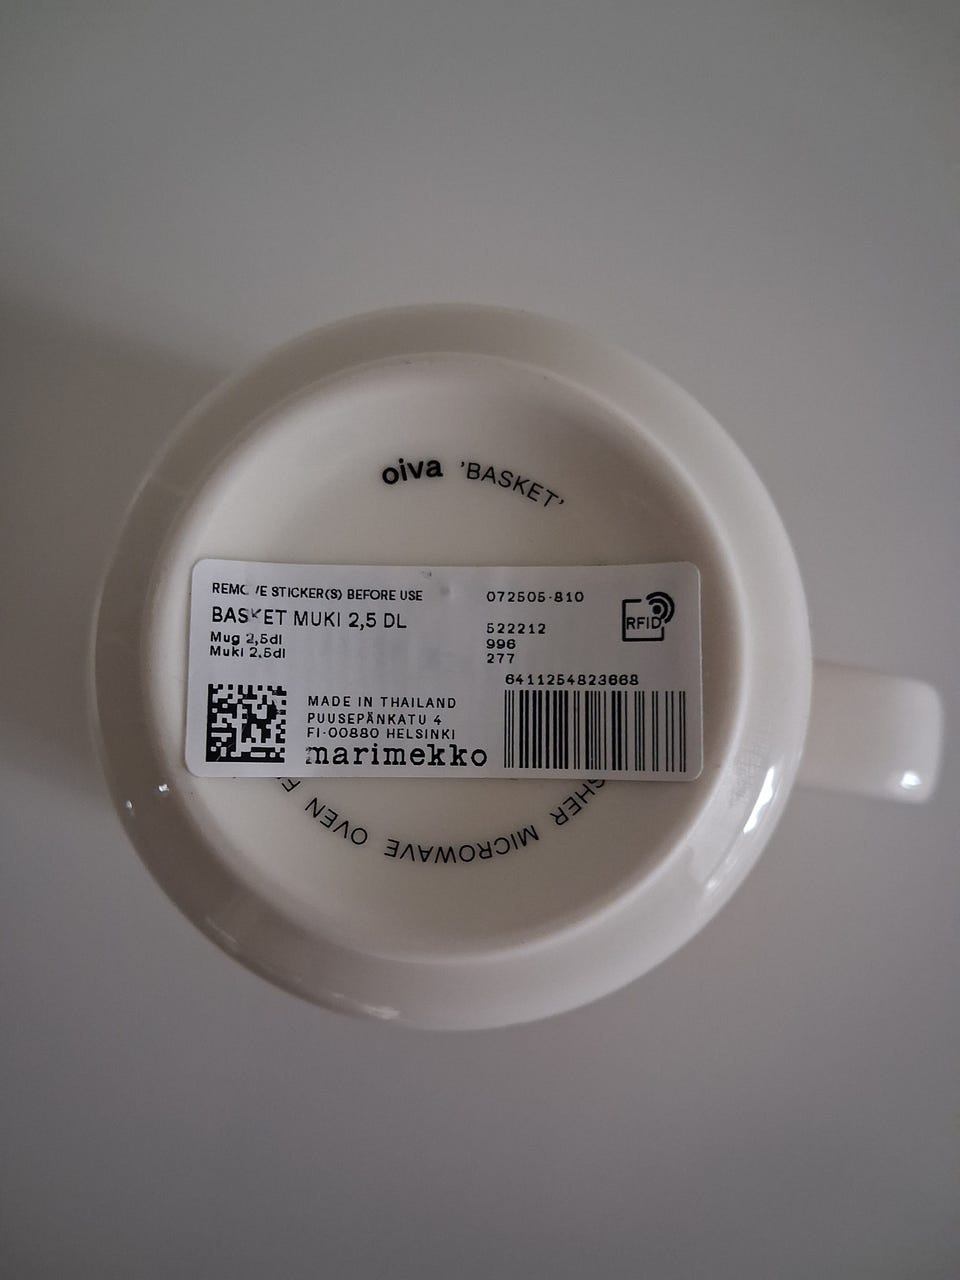 oiva 'BASKET'
REMOVE STICKER(S) BEFORE USE
BASKET MUKI 2,5 DL
Mug 2,5dl
Muki 2,5dl
072505-810
522212
996
277
RFID
6411254823668
MADE IN THAILAND
PUUSEPÄNKATU 4
FI-00880 HELSINKI
marimekko
MICROWAVE OVEN